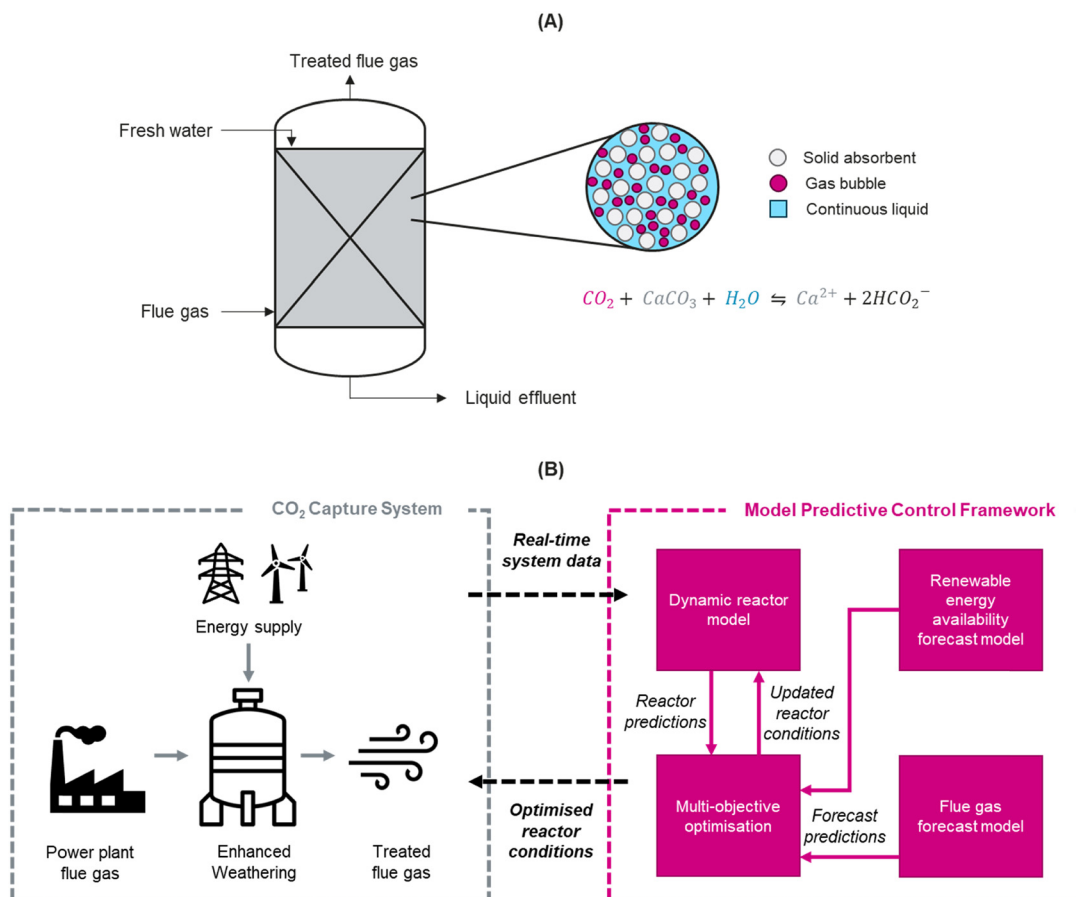 (A)
Treated flue gas
Fresh water
Flue gas
Liquid effluent
Solid absorbent
Gas bubble
Continuous liquid
CO₂ + CaCO₃ + H₂O ⇋ Ca²⁺ + 2HCO₂⁻
(B)
CO₂ Capture System
Energy supply
Power plant
flue gas
Enhanced
Weathering
Treated
flue gas
Real-time
system data
Optimised
reactor
conditions
Model Predictive Control Framework
Dynamic reactor
model
Renewable
energy
availability
forecast model
Reactor
predictions
Updated
reactor
conditions
Multi-objective
optimisation
Forecast
predictions
Flue gas
forecast model